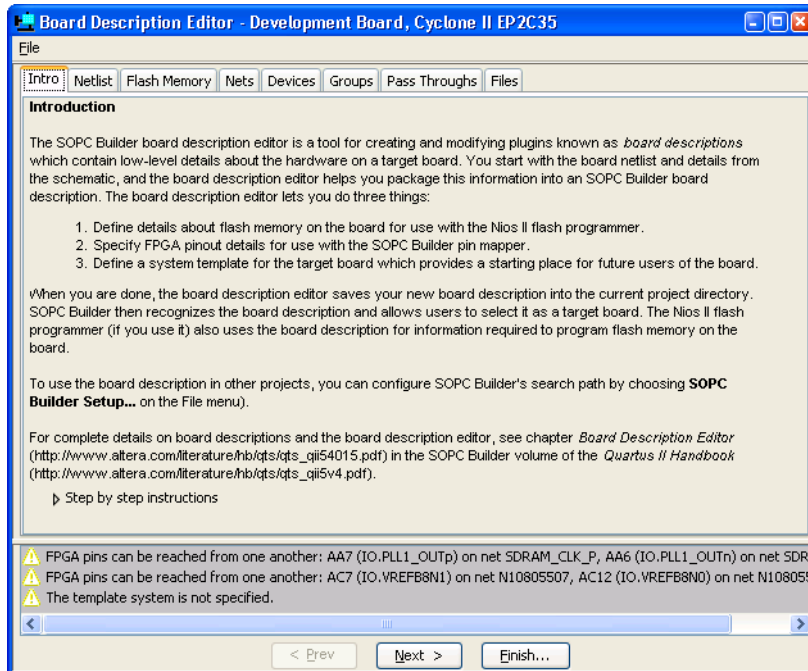 Board Description Editor - Development Board, Cyclone II EP2C35
File
Intro Netlist Flash Memory Nets Devices Groups Pass Throughs Files
Introduction
The SOPC Builder board description editor is a tool for creating and modifying plugins known as board descriptions
which contain low-level details about the hardware on a target board. You start with the board netlist and details from
the schematic, and the board description editor helps you package this information into an SOPC Builder board
description. The board description editor lets you do three things:
1. Define details about flash memory on the board for use with the Nios II flash programmer.
2. Specify FPGA pinout details for use with the SOPC Builder pin mapper.
3. Define a system template for the target board which provides a starting place for future users of the board.
When you are done, the board description editor saves your new board description into the current project directory.
SOPC Builder then recognizes the board description and allows users to select it as a target board. The Nios II flash
programmer (if you use it) also uses the board description for information required to program flash memory on the
board.
To use the board description in other projects, you can configure SOPC Builder's search path by choosing SOPC
Builder Setup... on the File menu).
For complete details on board descriptions and the board description editor, see chapter Board Description Editor
(http://www.altera.com/literature/hb/qts/qts_qii54015.pdf) in the SOPC Builder volume of the Quartus II Handbook
(http://www.altera.com/literature/hb/qts/qts_qii5v4.pdf).
Step by step instructions
FPGA pins can be reached from one another: AA7 (IO.PLL1_OUTp) on net SDRAM_CLK_P, AA6 (IO.PLL1_OUTn) on net SDR
FPGA pins can be reached from one another: AC7 (IO.VREFB8N1) on net N10805507, AC12 (IO.VREFB8N0) on net N108055
The template system is not specified.
< Prev Next > Finish...